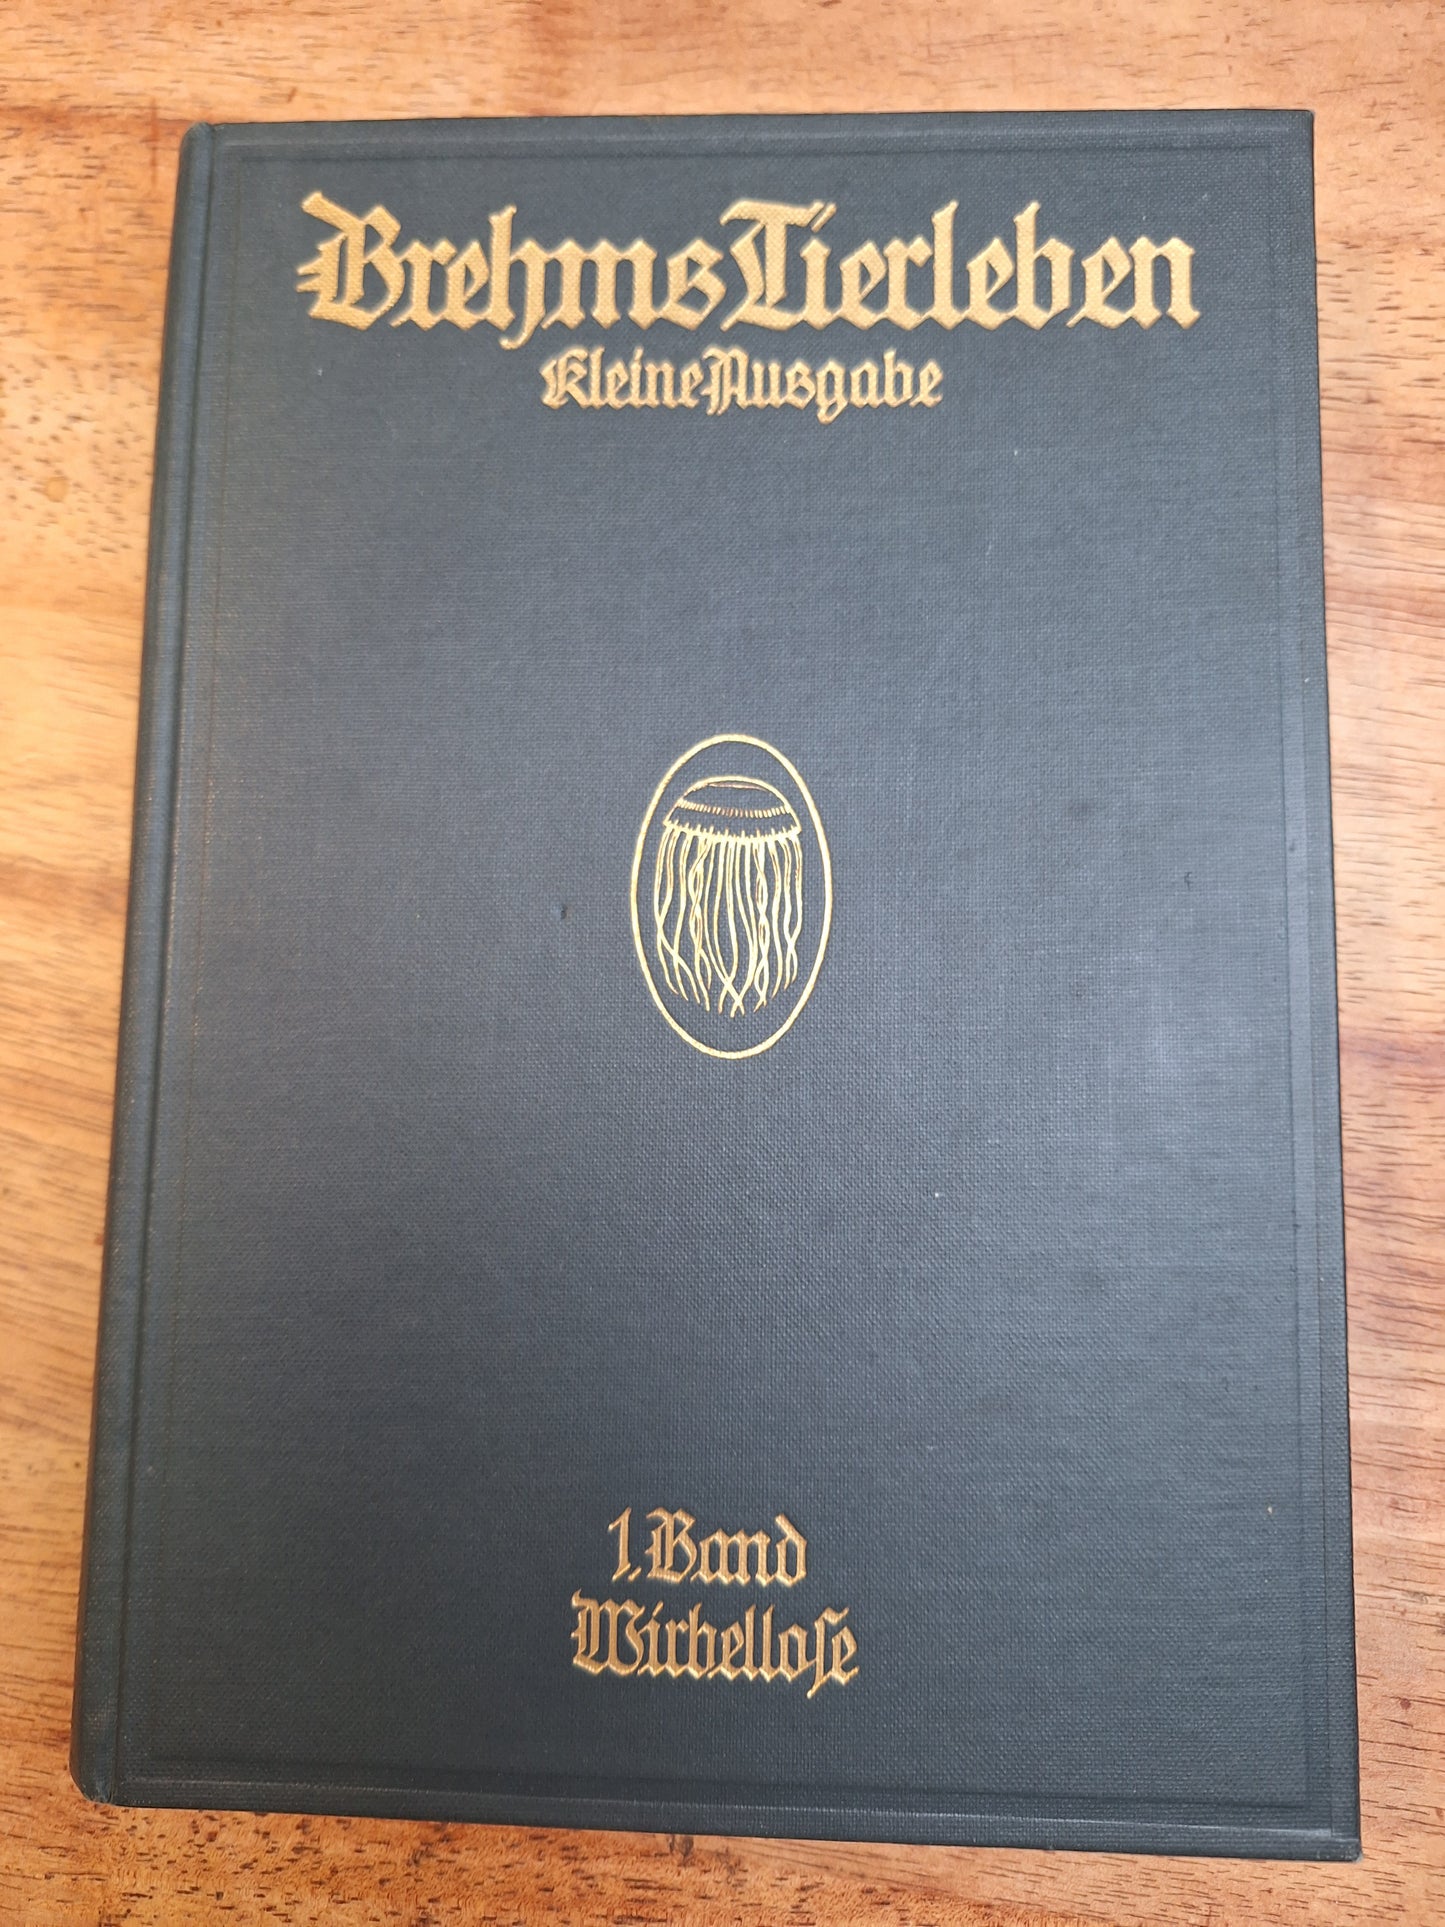 Brehms Tierleben
Kleine Ausgabe
1. Band
Wirbellose